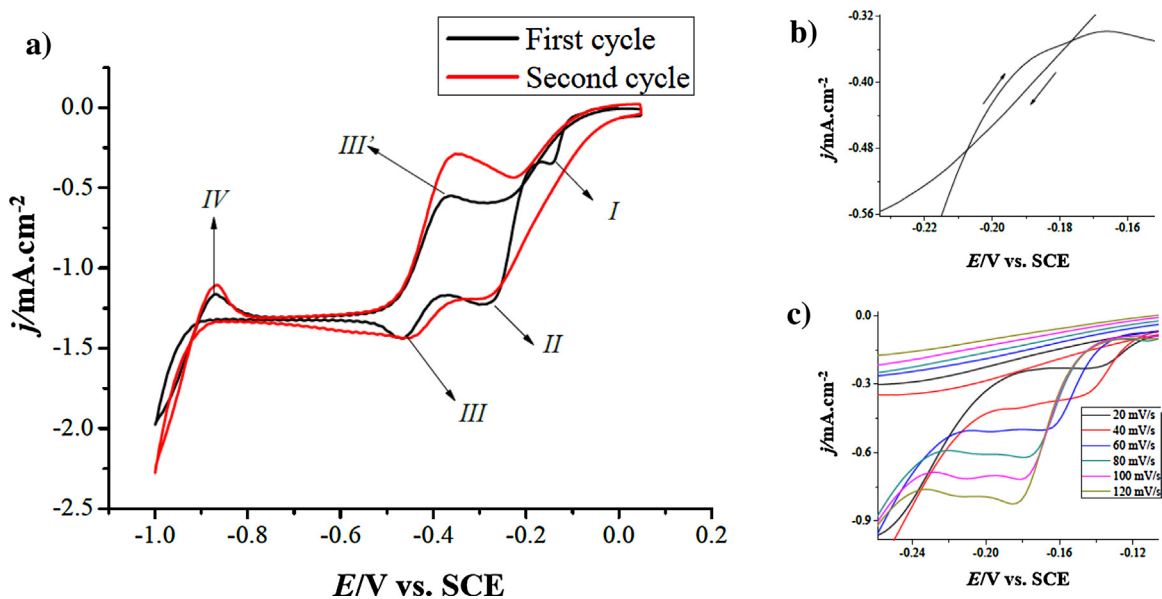 a)
First cycle
Second cycle
0.0
-0.5
-1.0
-1.5
-2.0
-2.5
j/mA.cm-2
-1.0 -0.8 -0.6 -0.4 -0.2 0.0 0.2
E/V vs. SCE
III'
IV
I
II
III
b)
-0.32
-0.40
-0.48
-0.56
j/mA.cm-2
-0.22 -0.20 -0.18 -0.16
E/V vs. SCE
c)
0.0
-0.3
-0.6
-0.9
j/mA.cm-2
20 mV/s
40 mV/s
60 mV/s
80 mV/s
100 mV/s
120 mV/s
-0.24 -0.20 -0.16 -0.12
E/V vs. SCE